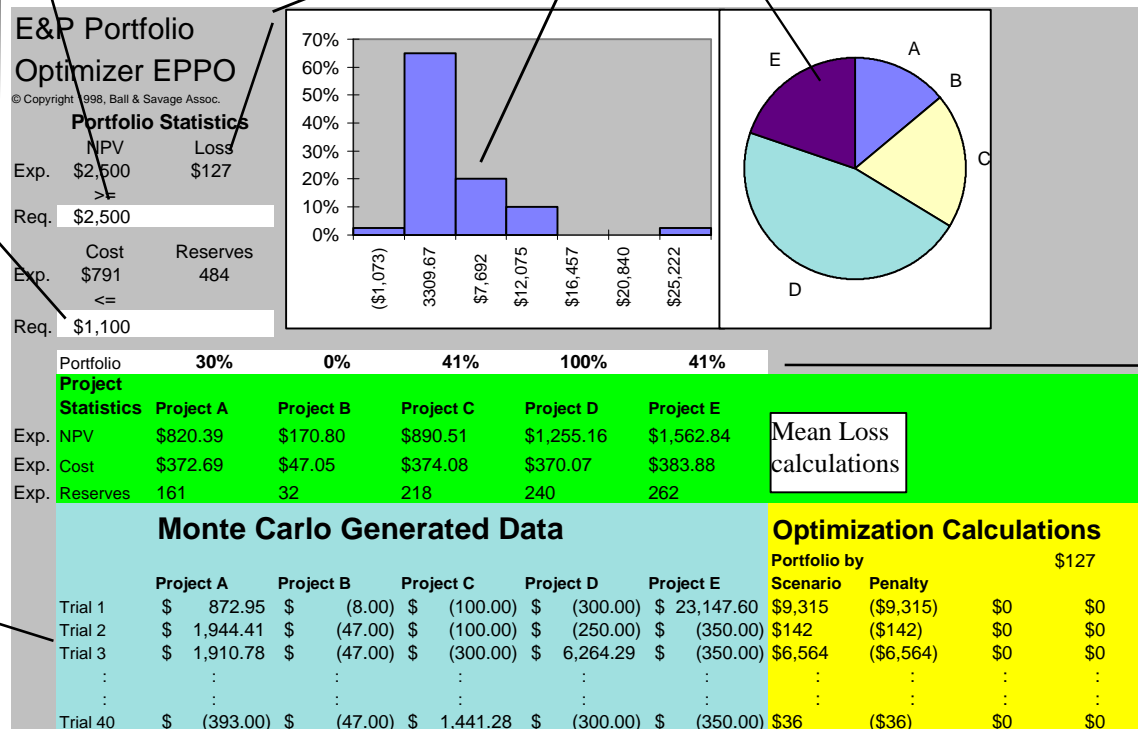 E&P Portfolio
Optimizer EPPO
© Copyright 1998, Ball & Savage Assoc.
Portfolio Statistics
NPV Loss
Exp. $2,500 $127
>=
Req. $2,500
Cost Reserves
Exp. $791 484
<=
Req. $1,100
70%
60%
50%
40%
30%
20%
10%
0%
($1,073) 3309.67 $7,692 $12,075 $16,457 $20,840 $25,222
A
B
C
D
E
Portfolio 30% 0% 41% 100% 41%
Project
Statistics Project A Project B Project C Project D Project E
Exp. NPV $820.39 $170.80 $890.51 $1,255.16 $1,562.84
Exp. Cost $372.69 $47.05 $374.08 $370.07 $383.88
Exp. Reserves 161 32 218 240 262
Mean Loss
calculations
Monte Carlo Generated Data Optimization Calculations
Portfolio by $127
Project A Project B Project C Project D Project E Scenario Penalty
Trial 1 $ 872.95 $ (8.00) $ (100.00) $ (300.00) $ 23,147.60 $9,315 ($9,315) $0 $0
Trial 2 $ 1,944.41 $ (47.00) $ (100.00) $ (250.00) $ (350.00) $142 ($142) $0 $0
Trial 3 $ 1,910.78 $ (47.00) $ (300.00) $ 6,264.29 $ (350.00) $6,564 ($6,564) $0 $0
: : : : : : : : : :
: : : : : : : : : :
Trial 40 $ (393.00) $ (47.00) $ 1,441.28 $ (300.00) $ (350.00) $36 ($36) $0 $0